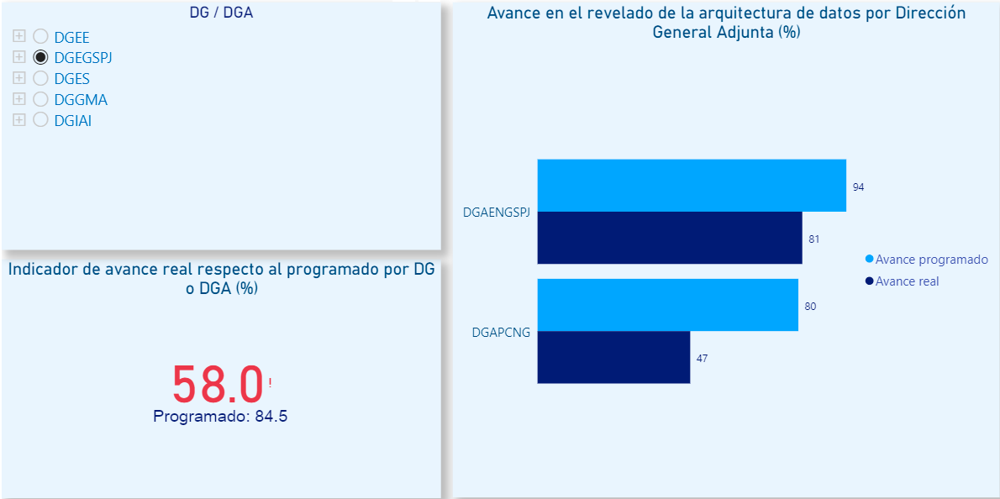 DG / DGA
DGEE
DGEGSPJ
DGES
DGGMA
DGIAI
Indicador de avance real respecto al programado por DG
o DGA (%)
58.0!
Programado: 84.5
Avance en el revelado de la arquitectura de datos por Dirección
General Adjunta (%)
DGAENGSPJ
94
81
DGAPCNG
80
47
Avance programado
Avance real